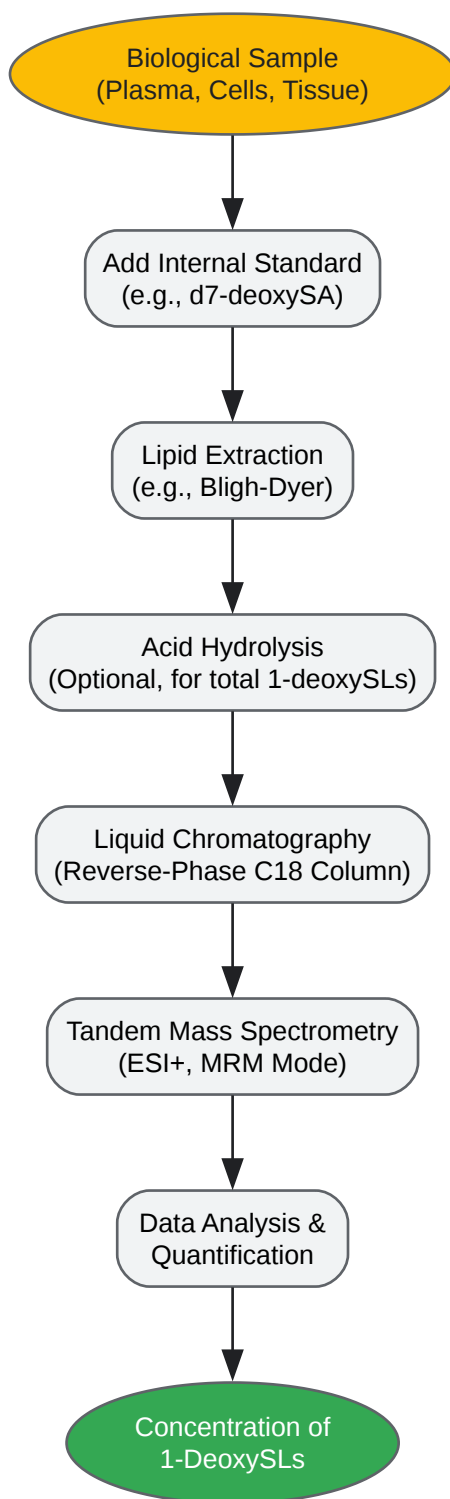 Biological Sample
(Plasma, Cells, Tissue)
Add Internal Standard
(e.g., d7-deoxySA)
Lipid Extraction
(e.g., Bligh-Dyer)
Acid Hydrolysis
(Optional, for total 1-deoxySLs)
Liquid Chromatography
(Reverse-Phase C18 Column)
Tandem Mass Spectrometry
(ESI+, MRM Mode)
Data Analysis &
Quantification
Concentration of
1-DeoxySLs